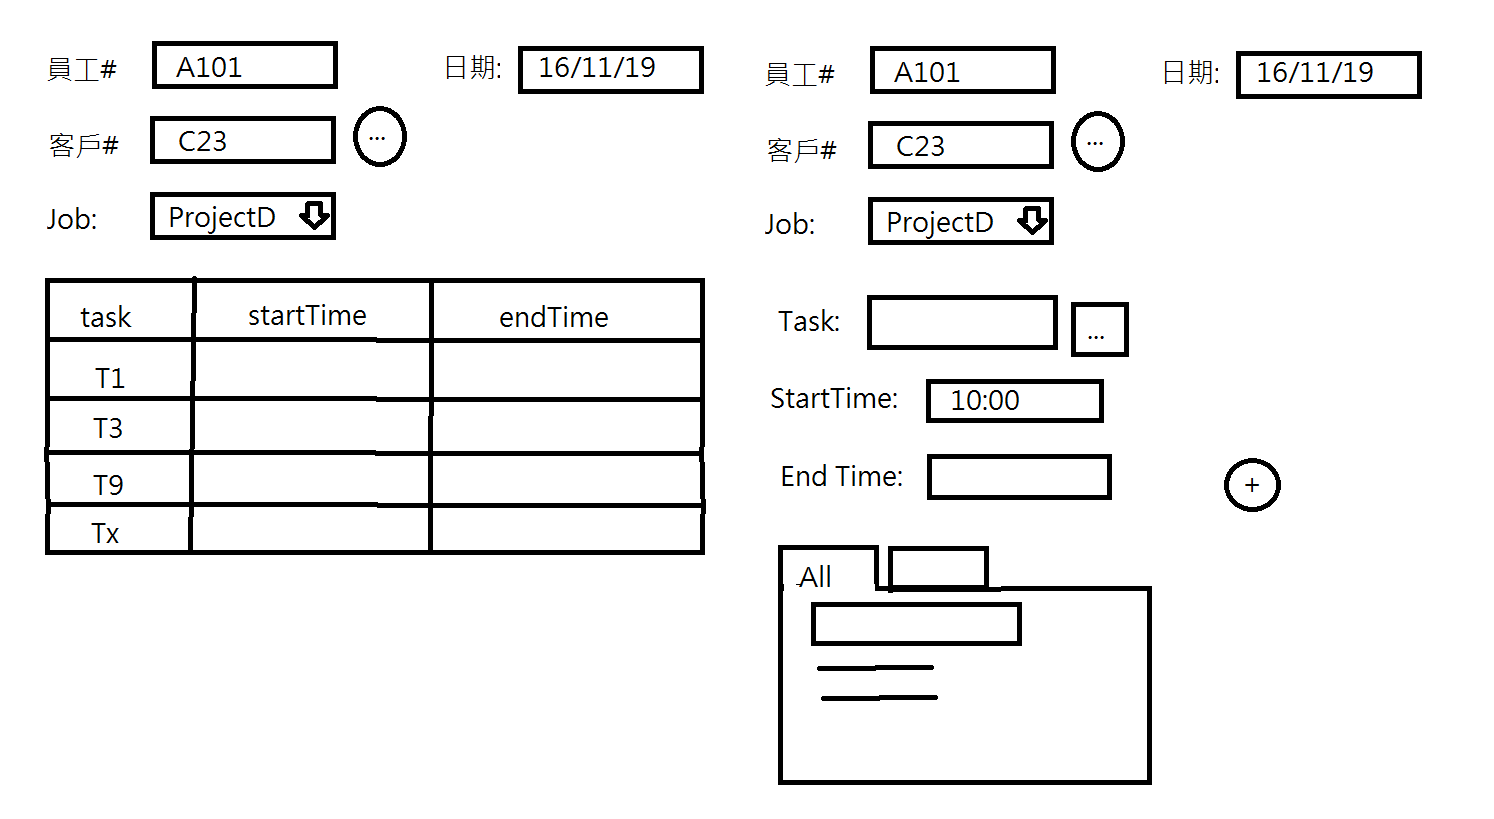 員工# A101 日期: 16/11/19
客戶# C23 ...
Job: ProjectD
task startTime endTime
T1
T3
T9
Tx
員工# A101 日期: 16/11/19
客戶# C23 ...
Job: ProjectD
Task: ...
StartTime: 10:00
End Time:
+
All